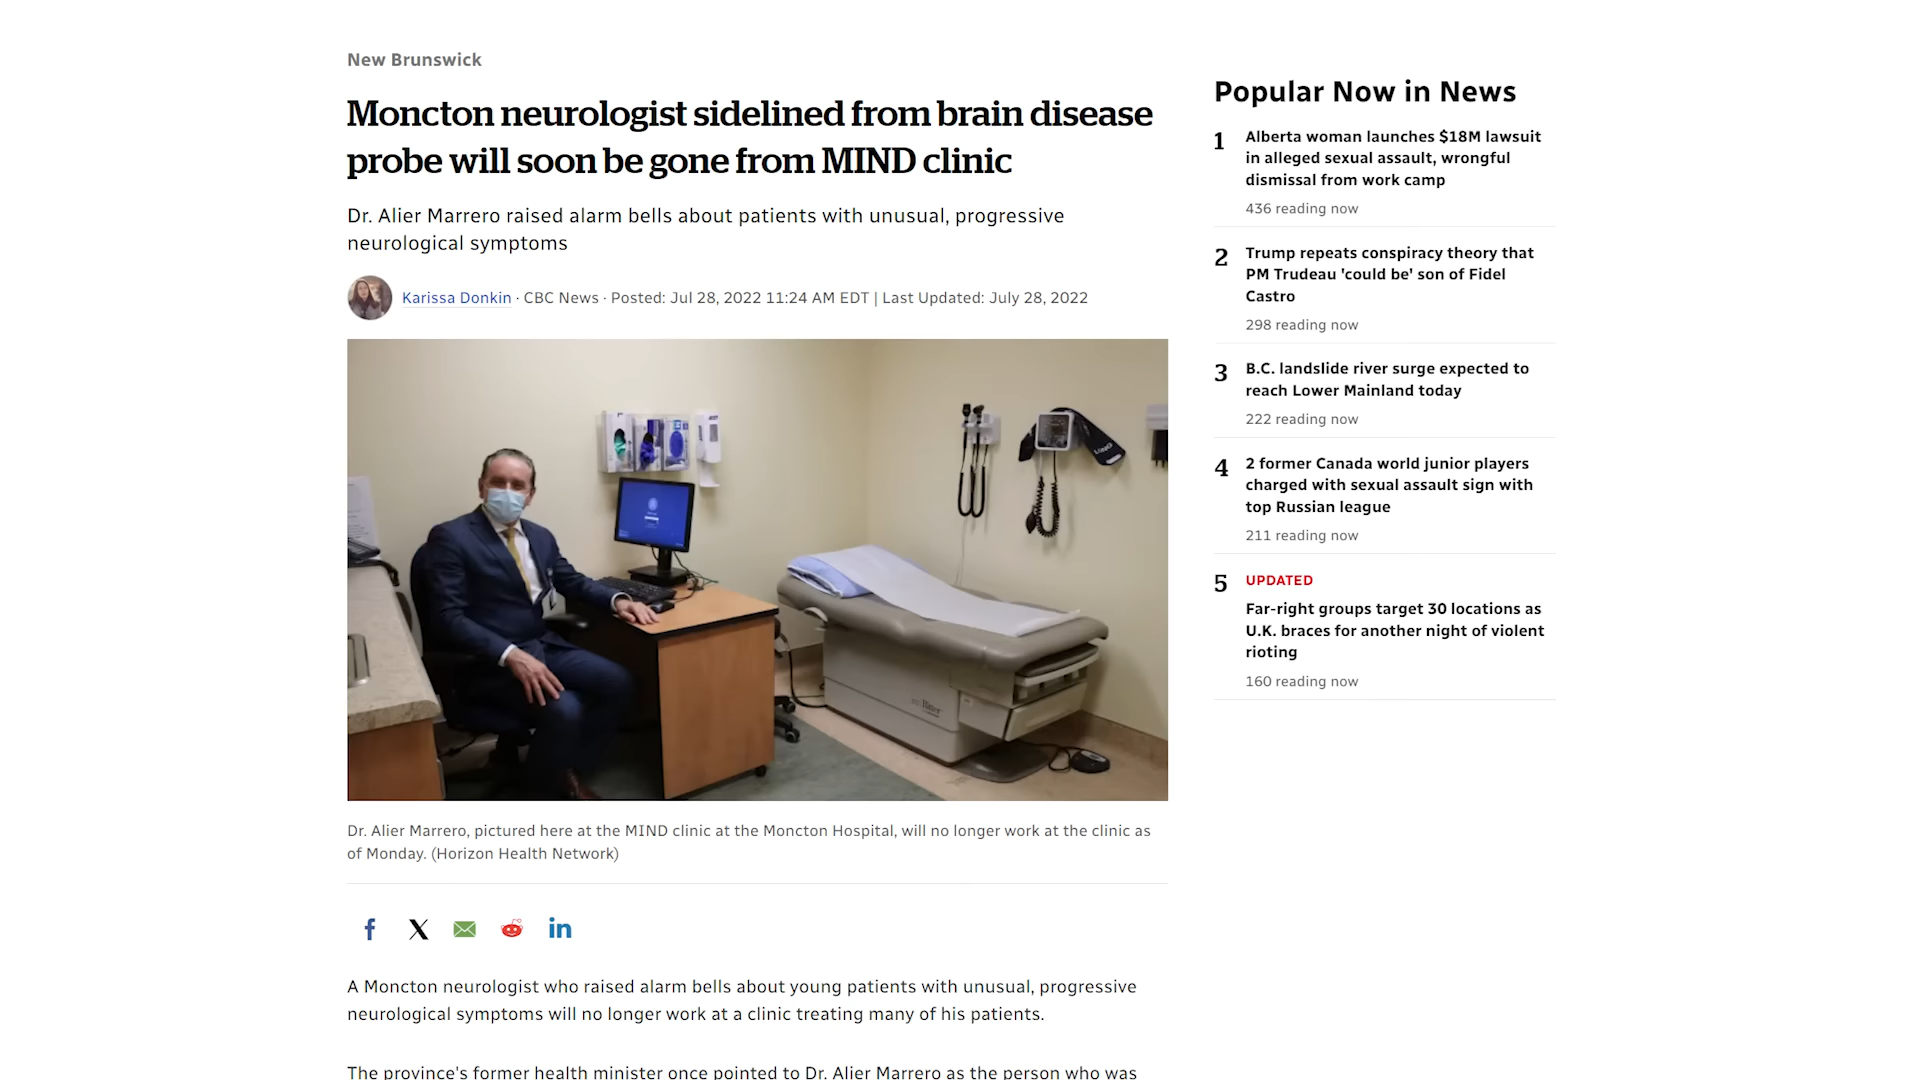 New Brunswick
Moncton neurologist sidelined from brain disease
probe will soon be gone from MIND clinic
Dr. Alier Marrero raised alarm bells about patients with unusual, progressive
neurological symptoms
Karissa Donkin · CBC News · Posted: Jul 28, 2022 11:24 AM EDT | Last Updated: July 28, 2022
Ritter
Dr. Alier Marrero, pictured here at the MIND clinic at the Moncton Hospital, will no longer work at the clinic as
of Monday. (Horizon Health Network)
A Moncton neurologist who raised alarm bells about young patients with unusual, progressive
neurological symptoms will no longer work at a clinic treating many of his patients.
The province's former health minister once pointed to Dr. Alier Marrero as the person who was
Popular Now in News
1
Alberta woman launches $18M lawsuit
in alleged sexual assault, wrongful
dismissal from work camp
436 reading now
2
Trump repeats conspiracy theory that
PM Trudeau 'could be' son of Fidel
Castro
298 reading now
3
B.C. landslide river surge expected to
reach Lower Mainland today
222 reading now
4
2 former Canada world junior players
charged with sexual assault sign with
top Russian league
211 reading now
5
UPDATED
Far-right groups target 30 locations as
U.K. braces for another night of violent
rioting
160 reading now